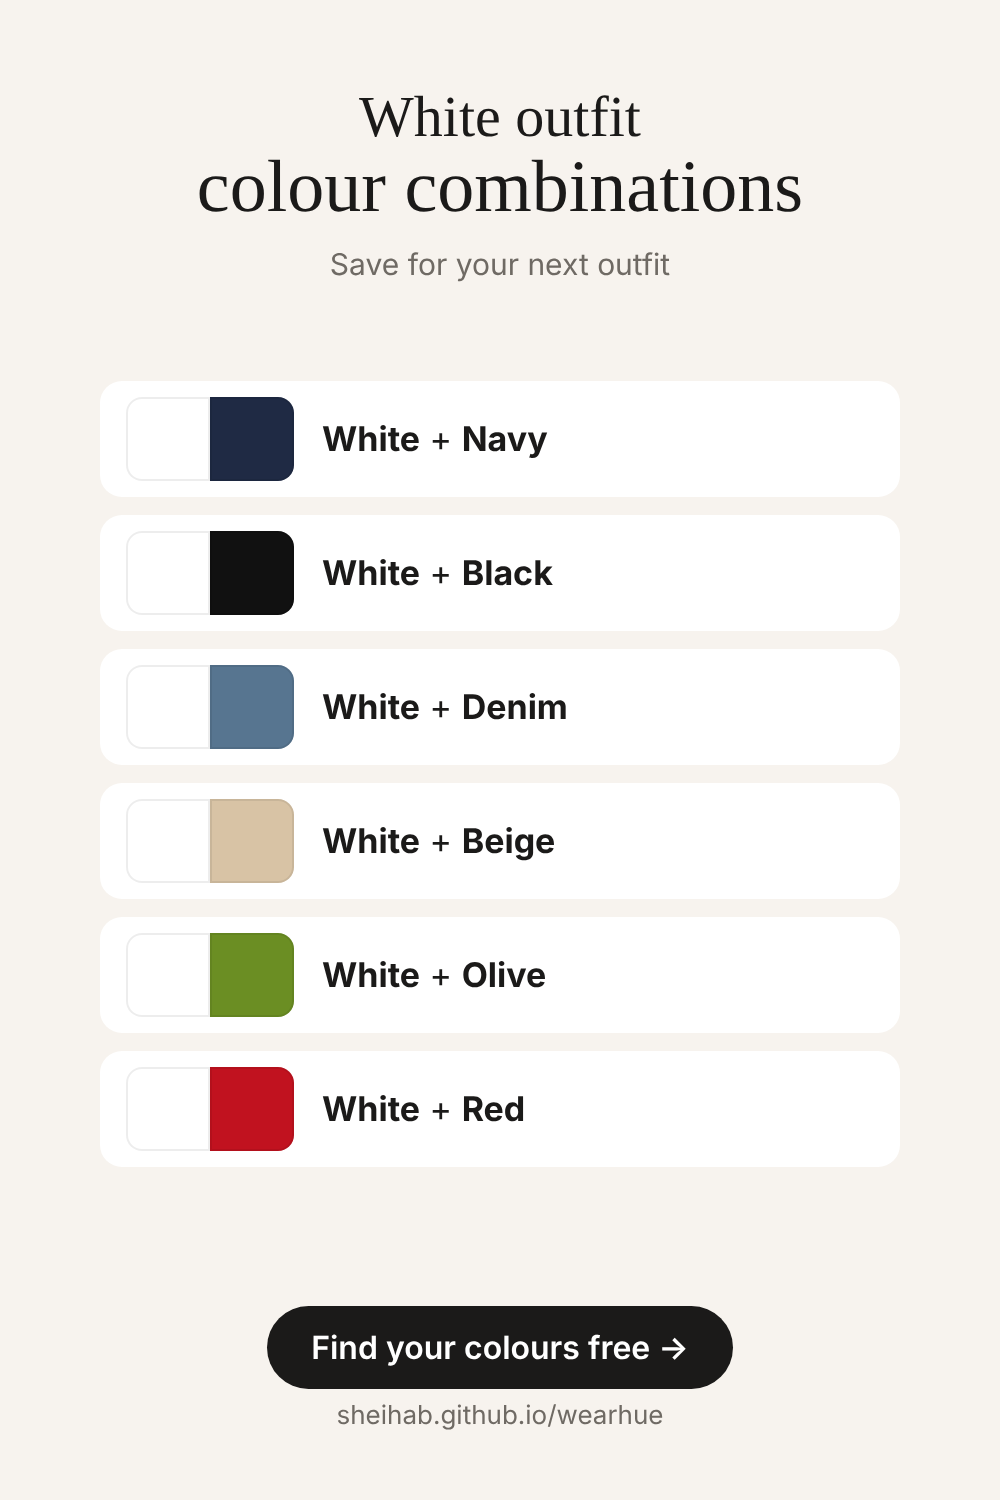 White outfit
colour combinations
Save for your next outfit
White + Navy
White + Black
White + Denim
White + Beige
White + Olive
White + Red
Find your colours free →
sheihab.github.io/wearhue